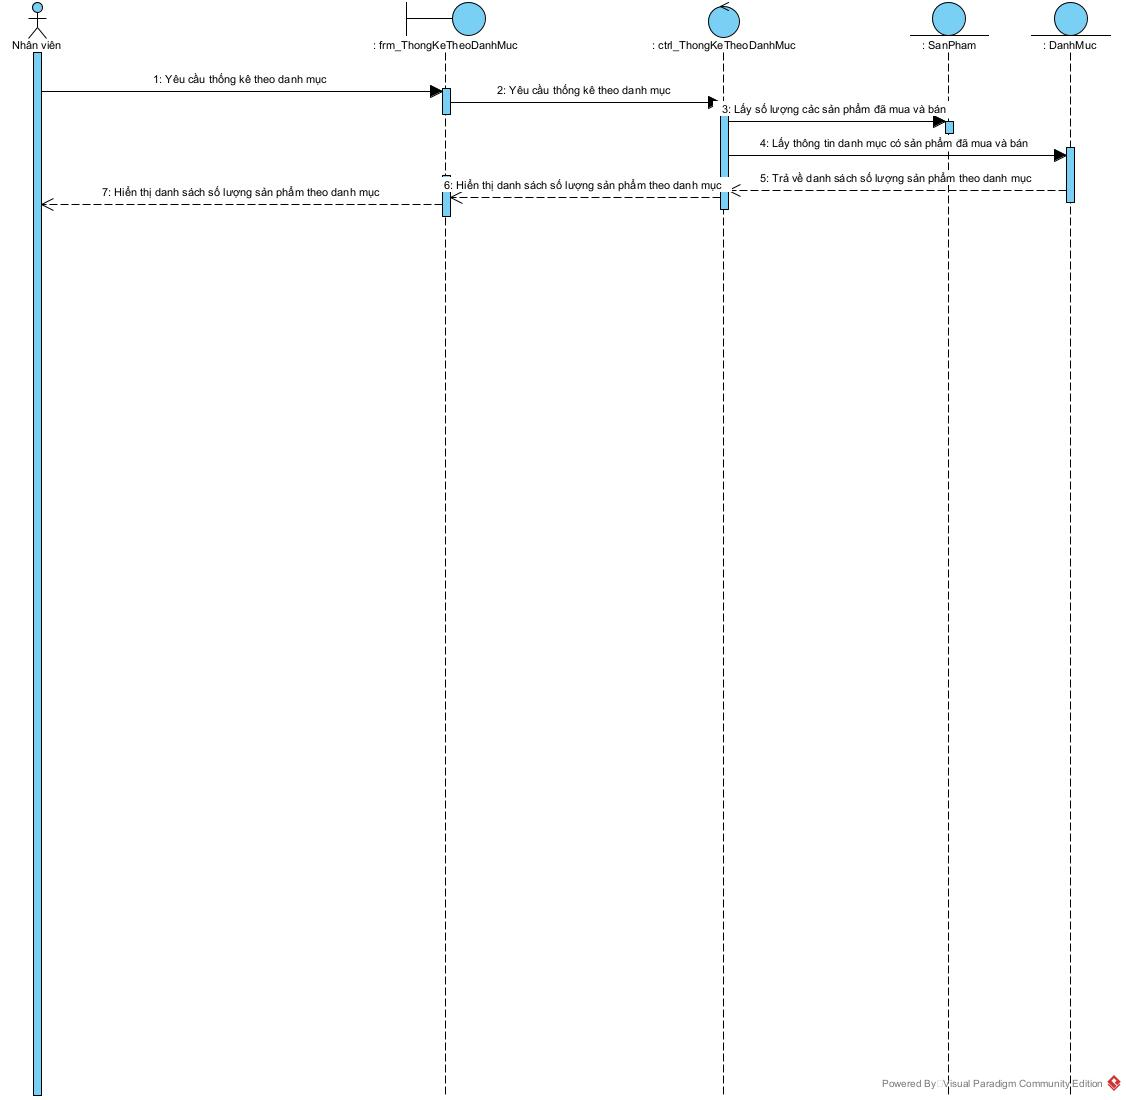 Nhân viên
: frm_ThongKeTheoDanhMuc
: ctrl_ThongKeTheoDanhMuc
: SanPham
: DanhMuc
1: Yêu cầu thống kê theo danh mục
2: Yêu cầu thống kê theo danh mục
3: Lấy số lượng các sản phẩm đã mua và bán
4: Lấy thông tin danh mục có sản phẩm đã mua và bán
5: Trả về danh sách số lượng sản phẩm theo danh mục
6: Hiển thị danh sách số lượng sản phẩm theo danh mục
7: Hiển thị danh sách số lượng sản phẩm theo danh mục
Powered By Visual Paradigm Community Edition